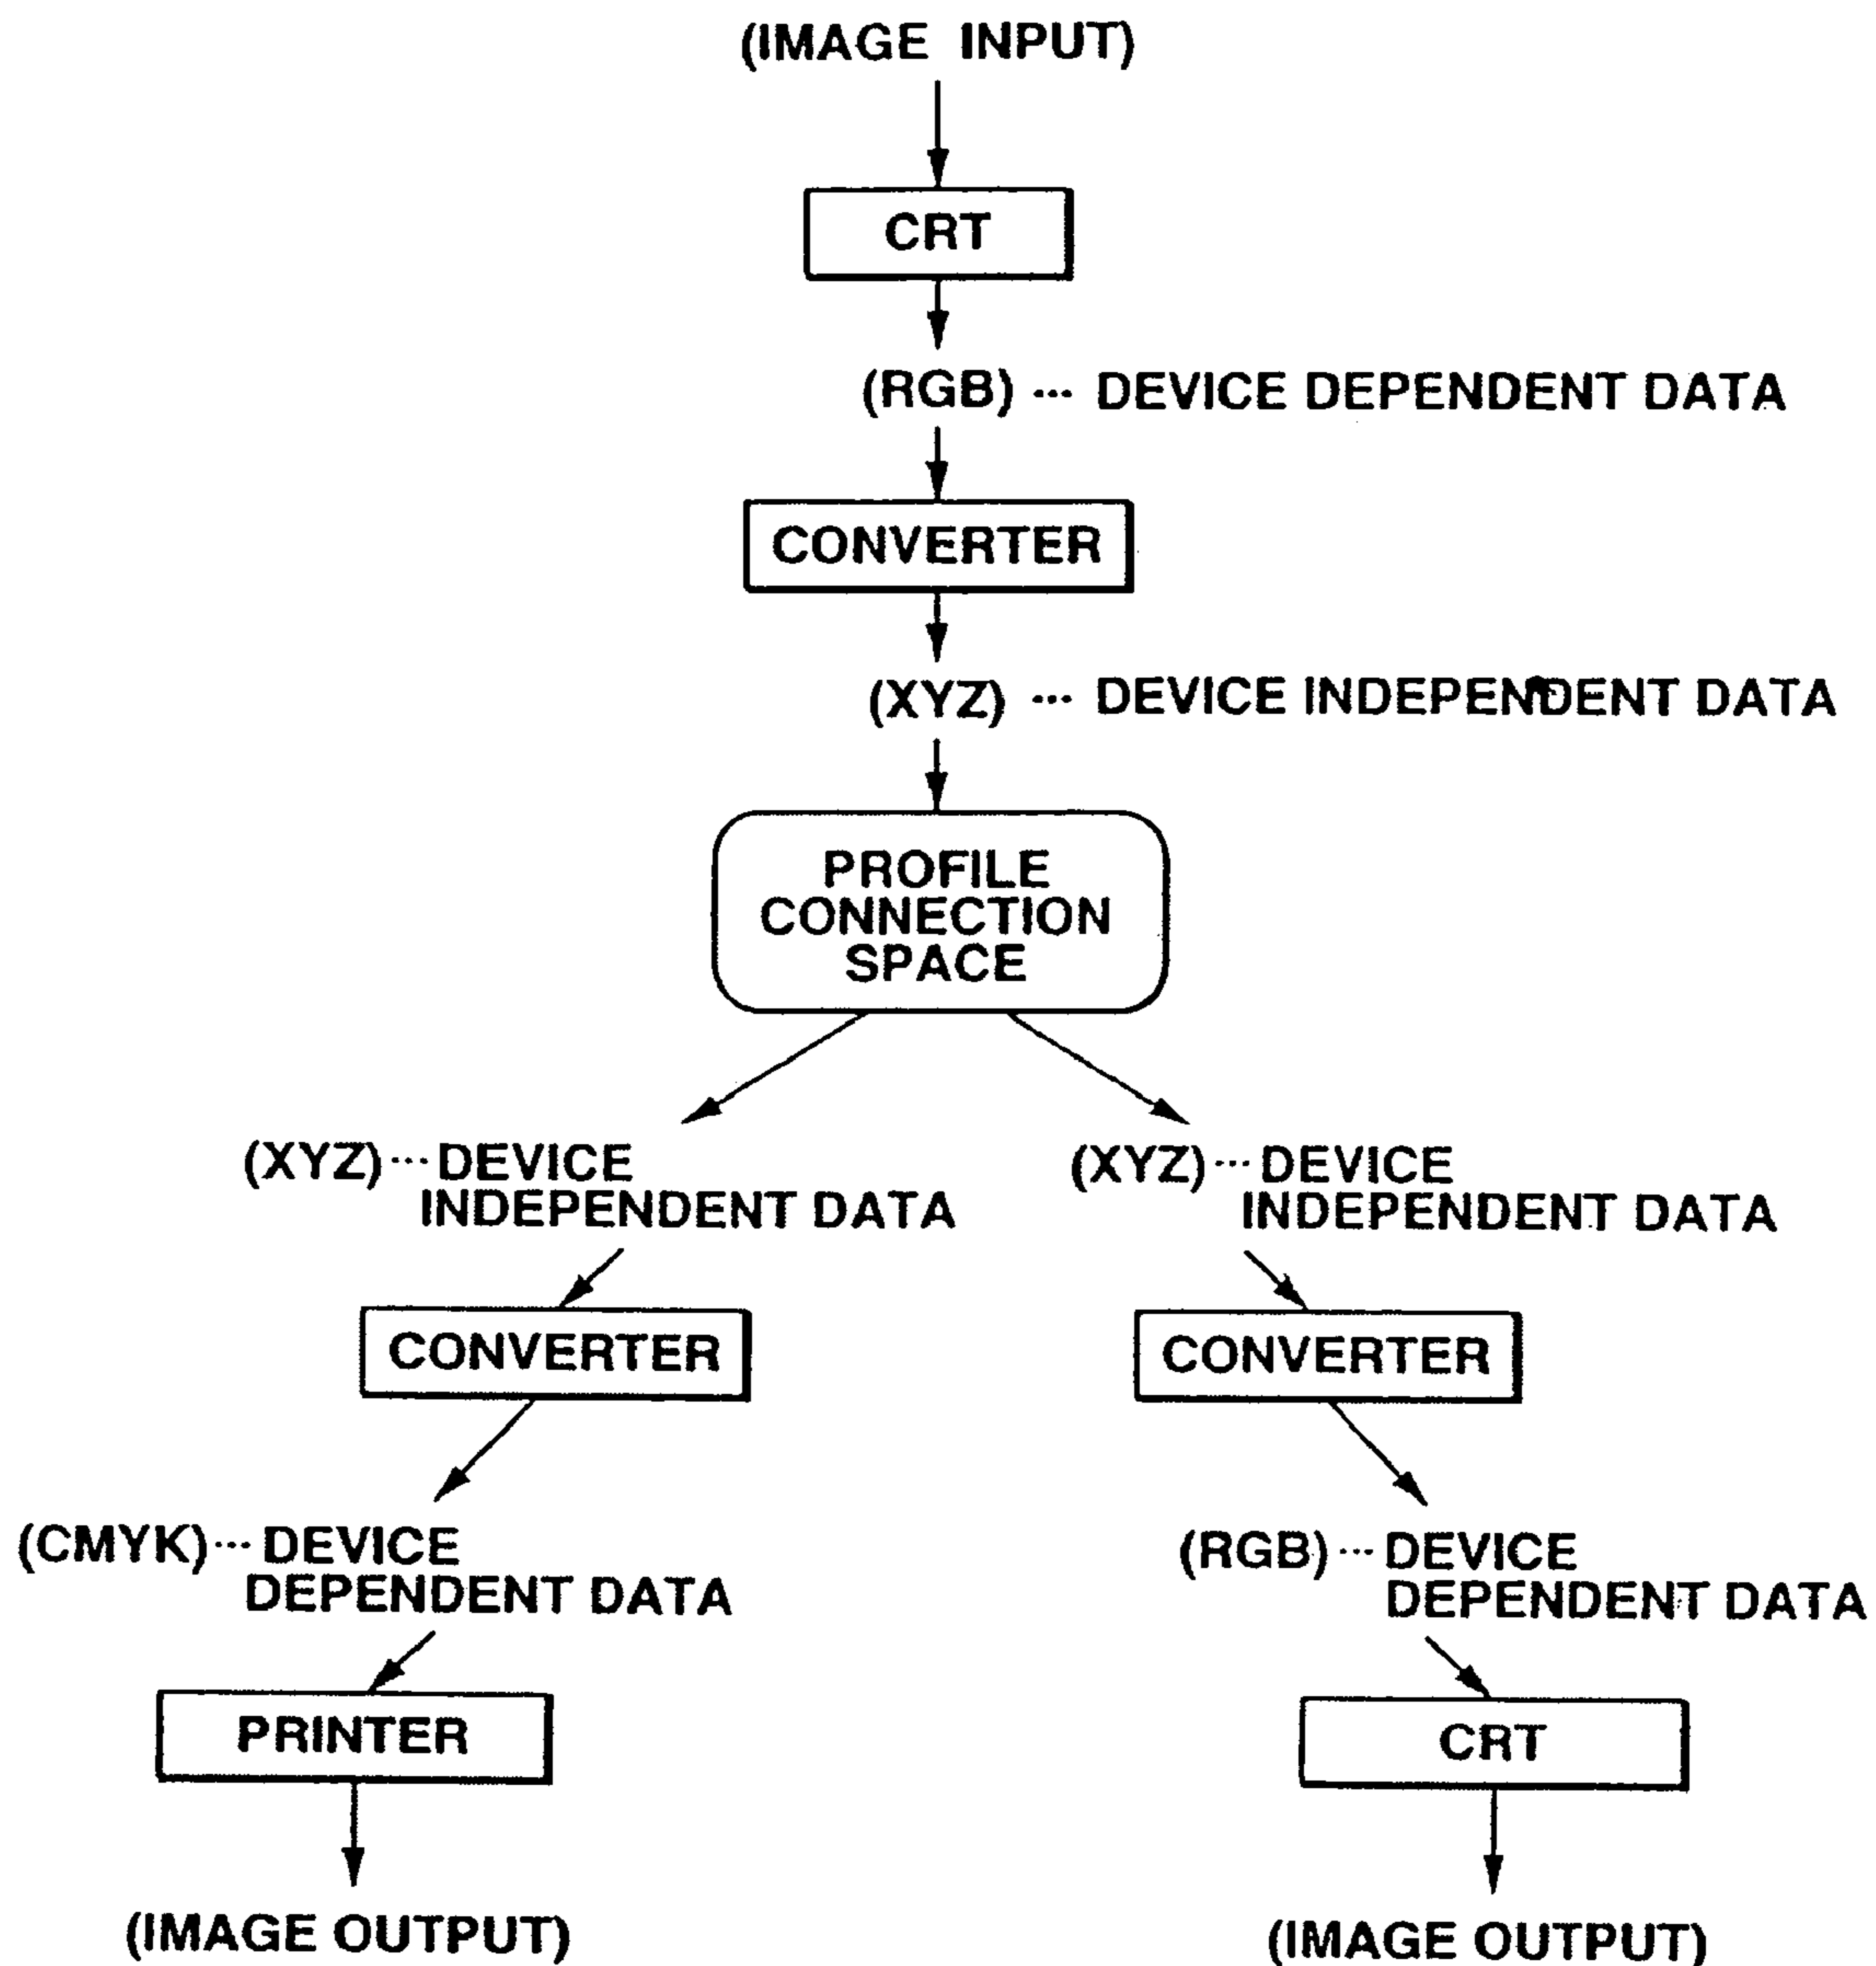 (IMAGE INPUT)
CRT
(RGB) ... DEVICE DEPENDENT DATA
CONVERTER
(XYZ) ... DEVICE INDEPENDENT DATA
PROFILE
CONNECTION
SPACE
(XYZ)...DEVICE
INDEPENDENT DATA
(XYZ)...DEVICE
INDEPENDENT DATA
CONVERTER
CONVERTER
(CMYK)...DEVICE
DEPENDENT DATA
(RGB)...DEVICE
DEPENDENT DATA
PRINTER
CRT
(IMAGE OUTPUT)
(IMAGE OUTPUT)